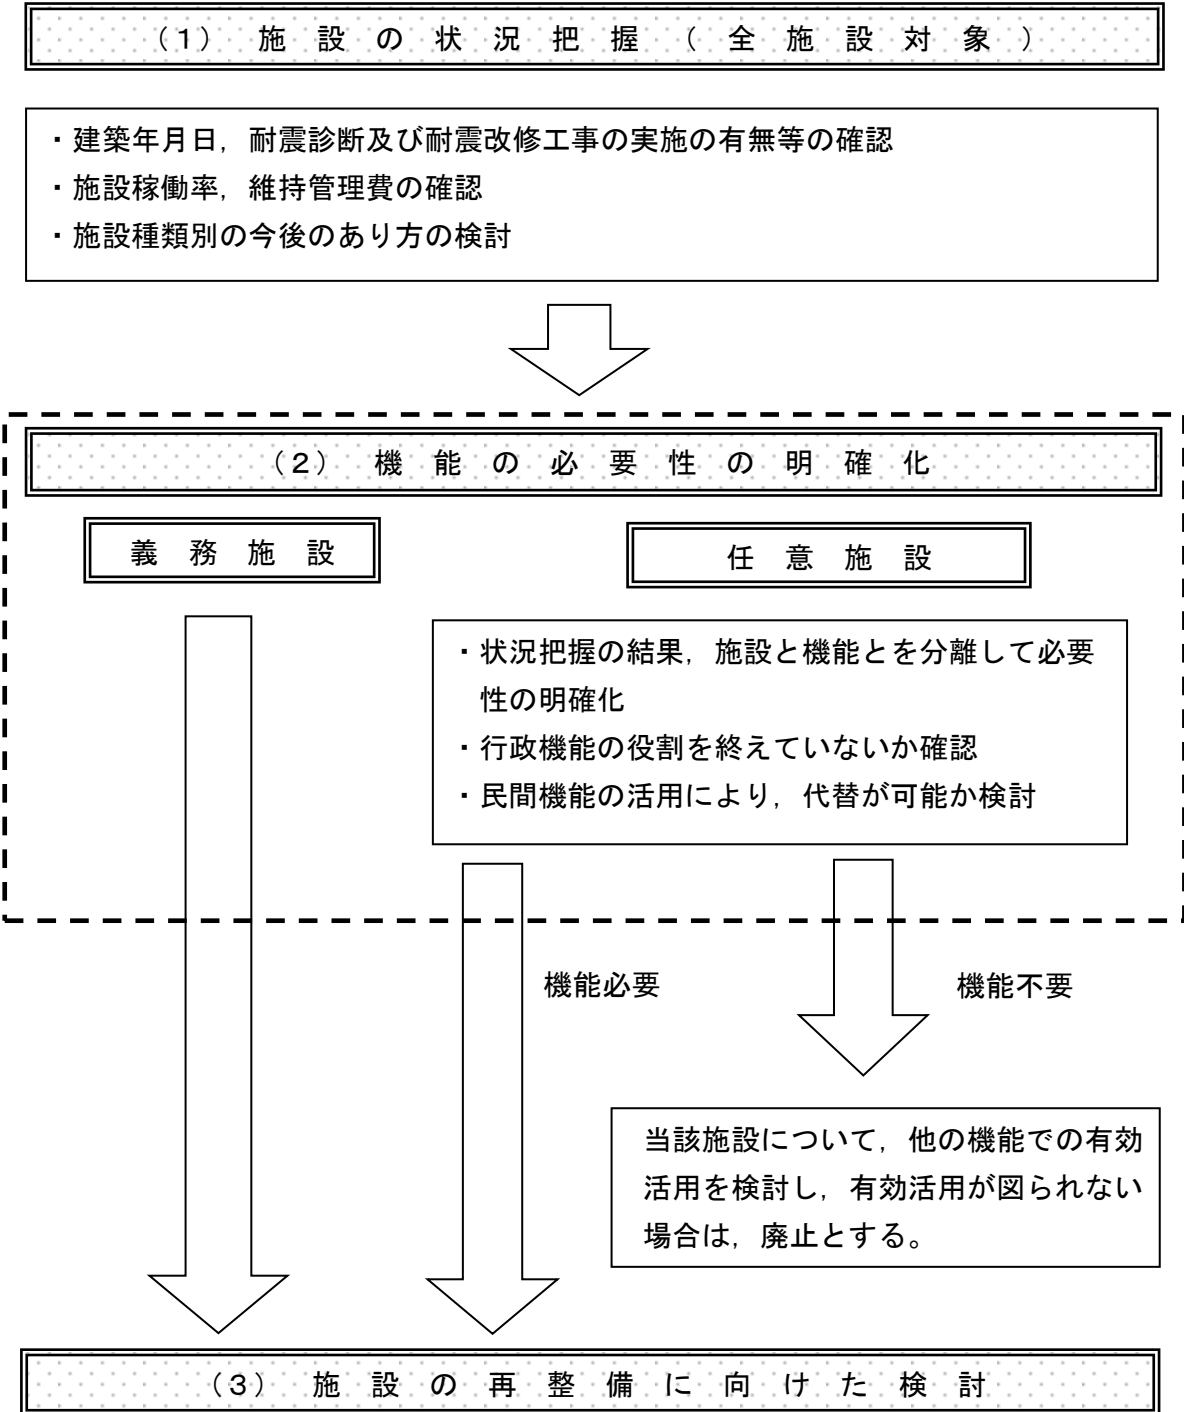 (1) 施設の状況把握(全施設対象)
・建築年月日，耐震診断及び耐震改修工事の実施の有無等の確認
・施設稼働率，維持管理費の確認
・施設種類別の今後のあり方の検討
(2) 機能の必要性の明確化
義務施設
任意施設
・状況把握の結果，施設と機能とを分離して必要
性の明確化
・行政機能の役割を終えていないか確認
・民間機能の活用により，代替が可能か検討
機能必要
機能不要
当該施設について，他の機能での有効
活用を検討し，有効活用が図られない
場合は，廃止とする。
(3) 施設の再整備に向けた検討